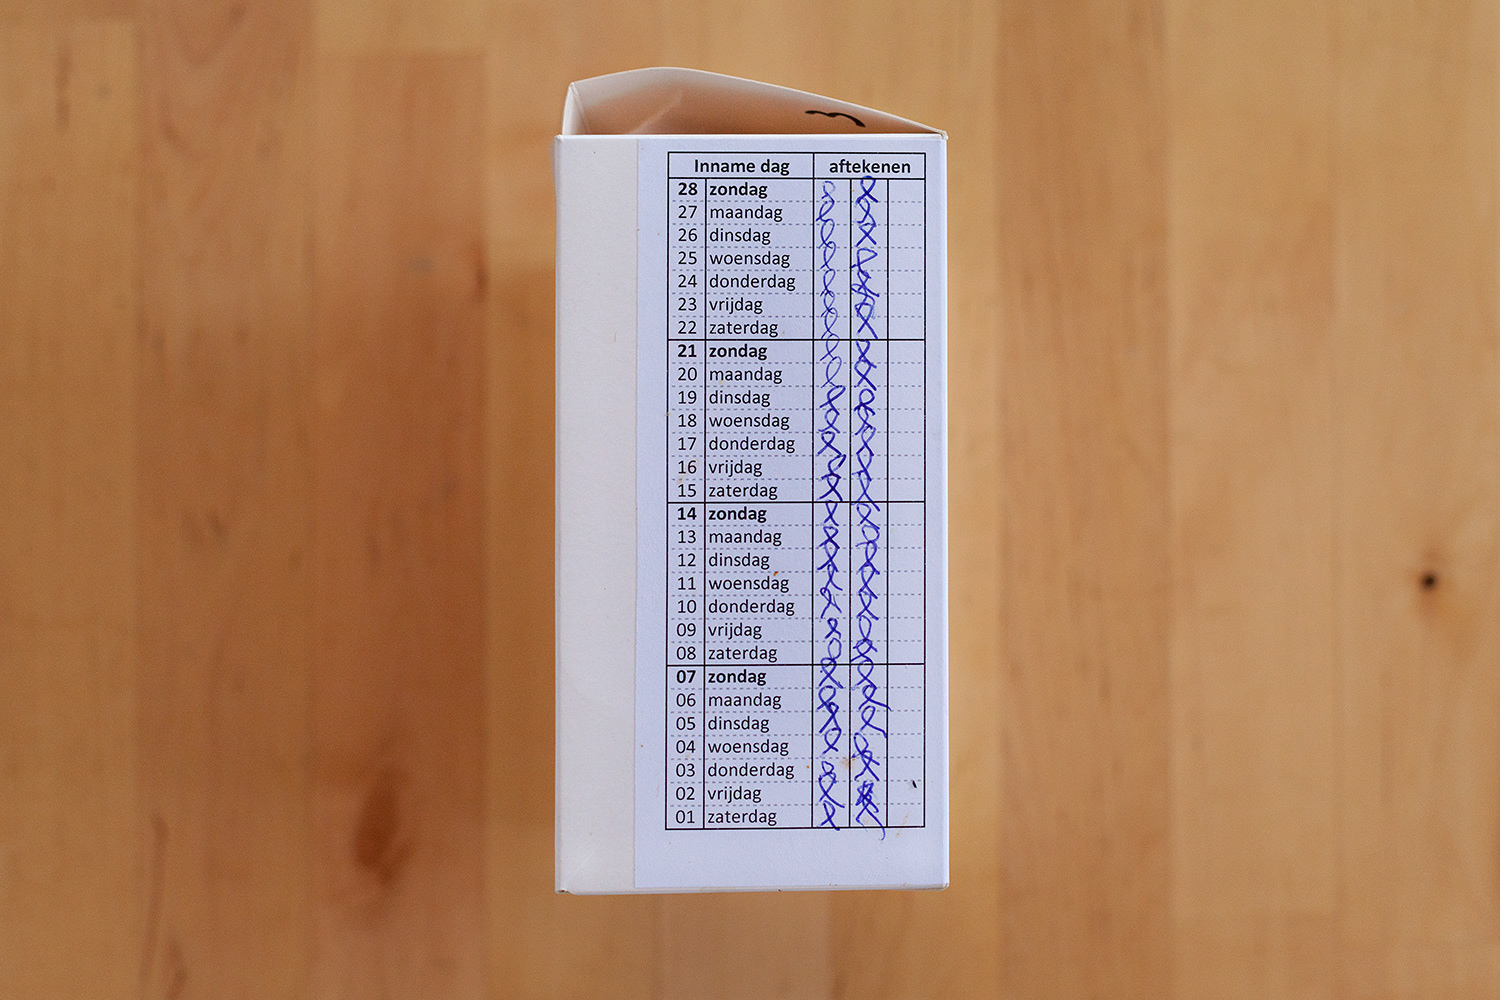 Inname dag aftekenen
28 zondag
27 maandag
26 dinsdag
25 woensdag
24 donderdag
23 vrijdag
22 zaterdag
21 zondag
20 maandag
19 dinsdag
18 woensdag
17 donderdag
16 vrijdag
15 zaterdag
14 zondag
13 maandag
12 dinsdag
11 woensdag
10 donderdag
09 vrijdag
08 zaterdag
07 zondag
06 maandag
05 dinsdag
04 woensdag
03 donderdag
02 vrijdag
01 zaterdag